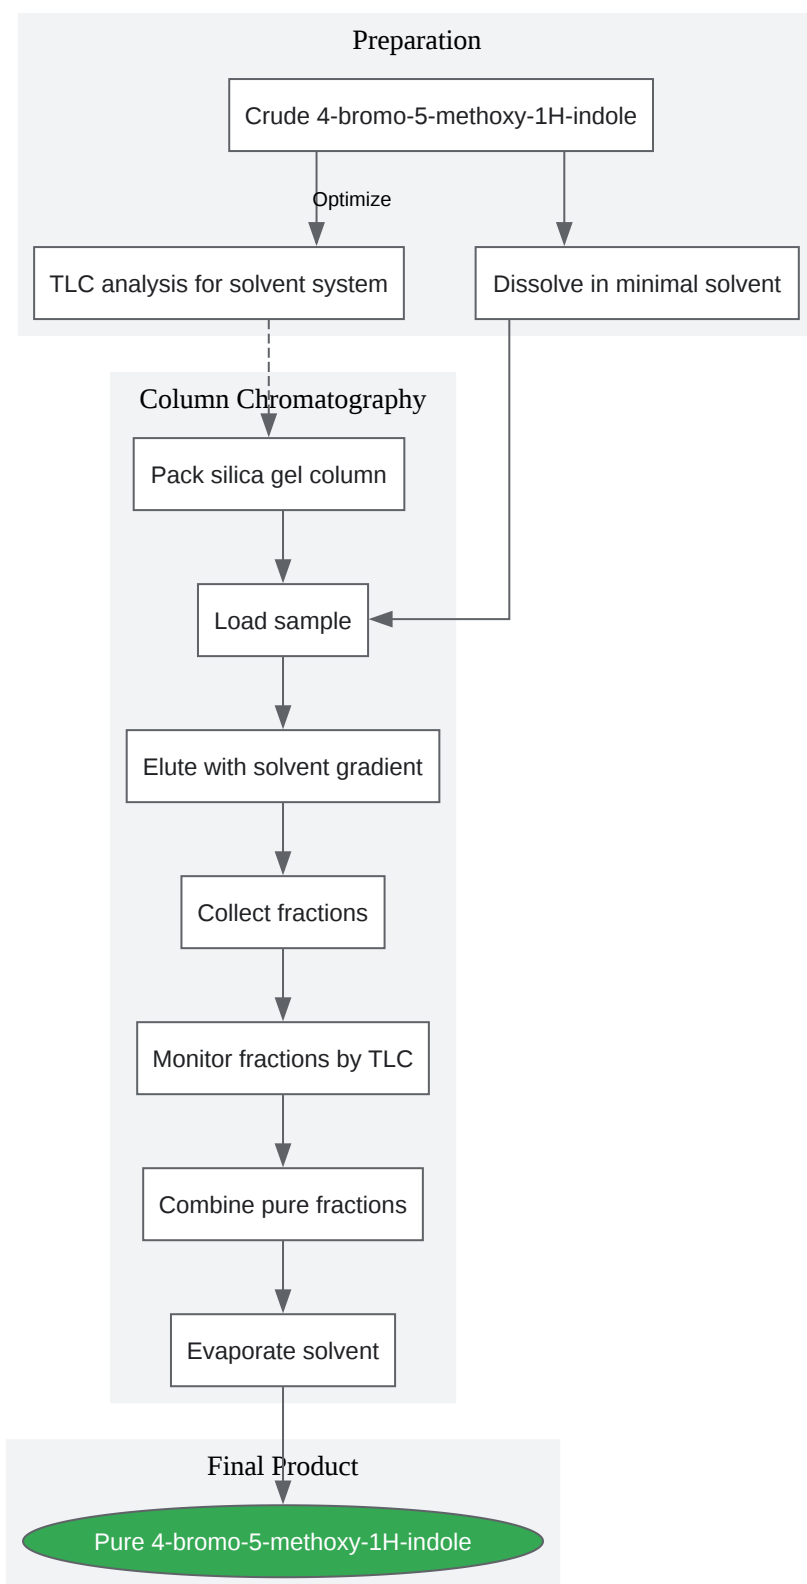 Preparation
Crude 4-bromo-5-methoxy-1H-indole
Optimize
TLC analysis for solvent system
Dissolve in minimal solvent
Column Chromatography
Pack silica gel column
Load sample
Elute with solvent gradient
Collect fractions
Monitor fractions by TLC
Combine pure fractions
Evaporate solvent
Final Product
Pure 4-bromo-5-methoxy-1H-indole